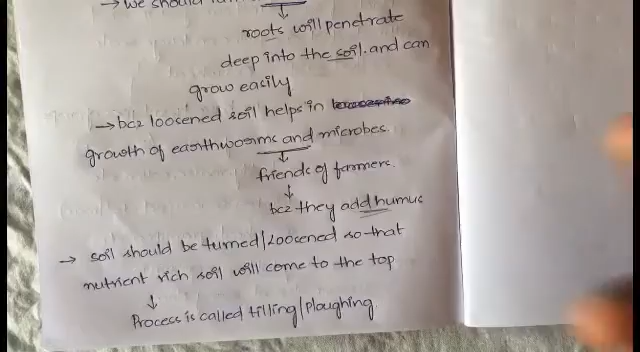 → we should
↓
roots will penetrate
deep into the soil and can
grow easily
→ bcz loosened soil helps in
growth of earthworms and microbes.
↓
friends of farmers.
↓
bcz they add humus
→ soil should be turned/loosened so that
nutrient rich soil will come to the top
↓
Process is called tilling/ploughing